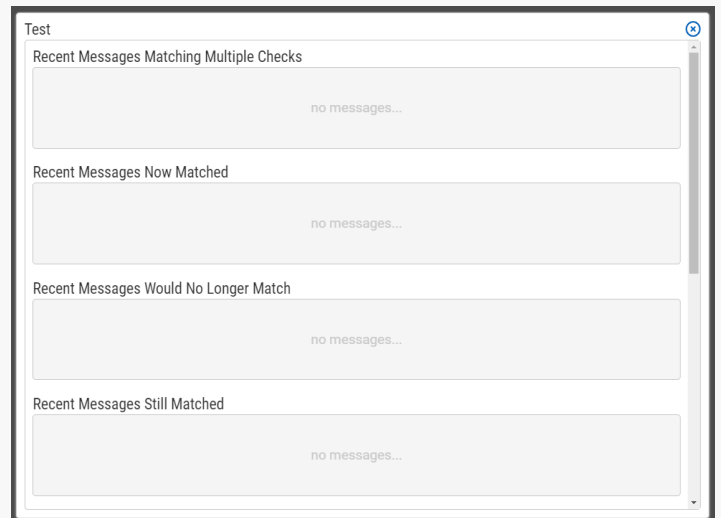 Test
Recent Messages Matching Multiple Checks
no messages...
Recent Messages Now Matched
no messages...
Recent Messages Would No Longer Match
no messages...
Recent Messages Still Matched
no messages...